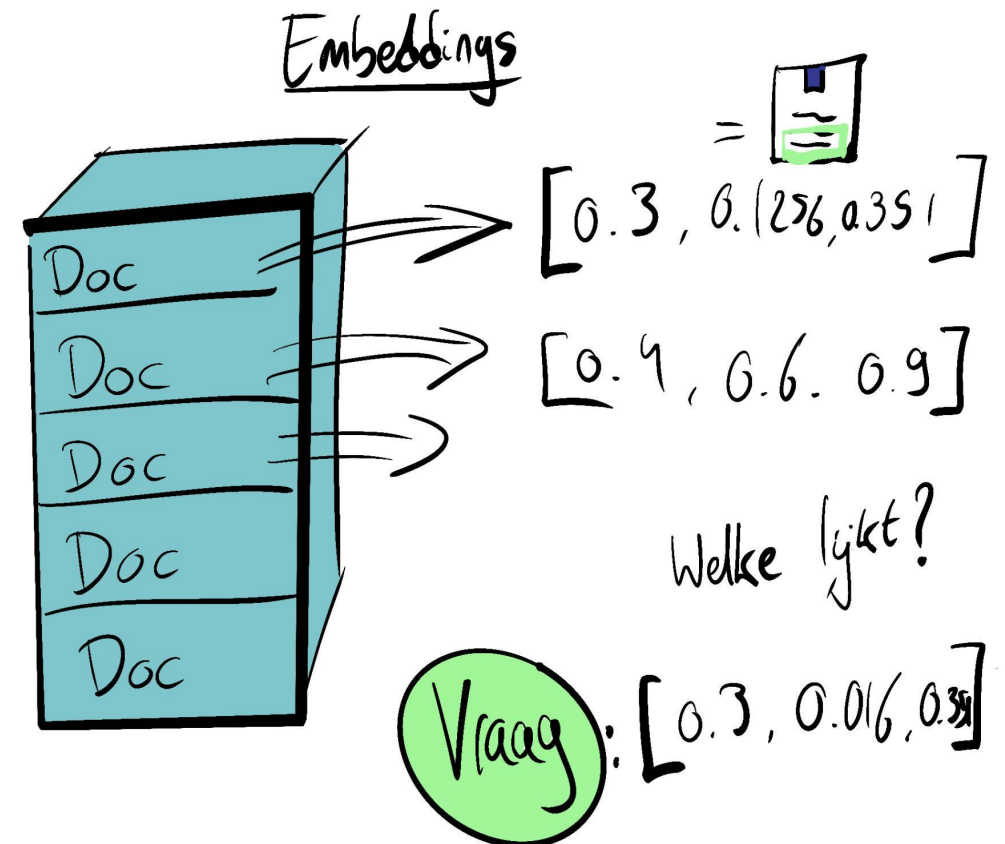 Embeddings
=
Doc
[0.3, 0.1256, 0.351]
Doc
[0.4, 0.6. 0.9]
Doc
Doc
Welke lijkt?
Doc
Vraag: [0.3, 0.016, 0.351]